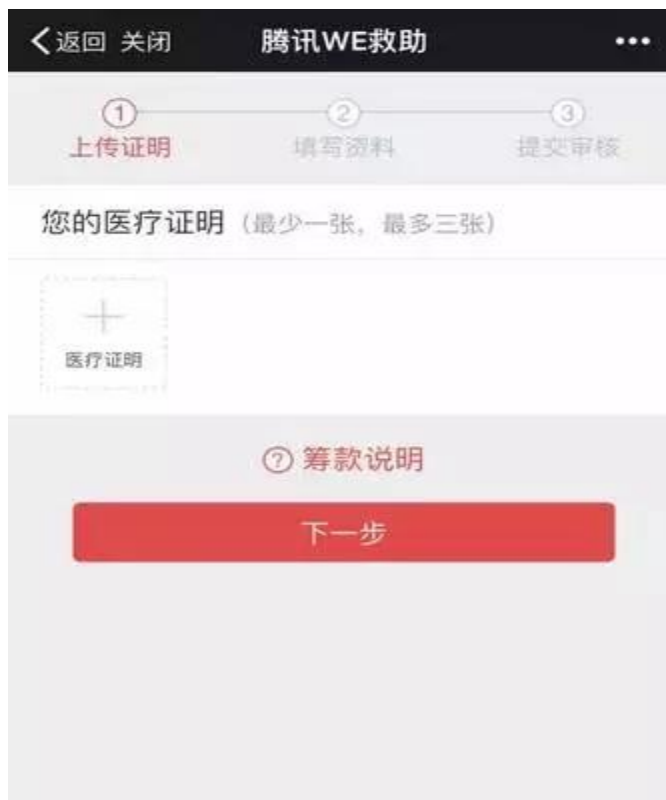 返回 关闭 腾讯WE救助
1 2 3
上传证明 填写资料 提交审核
您的医疗证明（最少一张，最多三张）
医疗证明
? 筹款说明
下一步